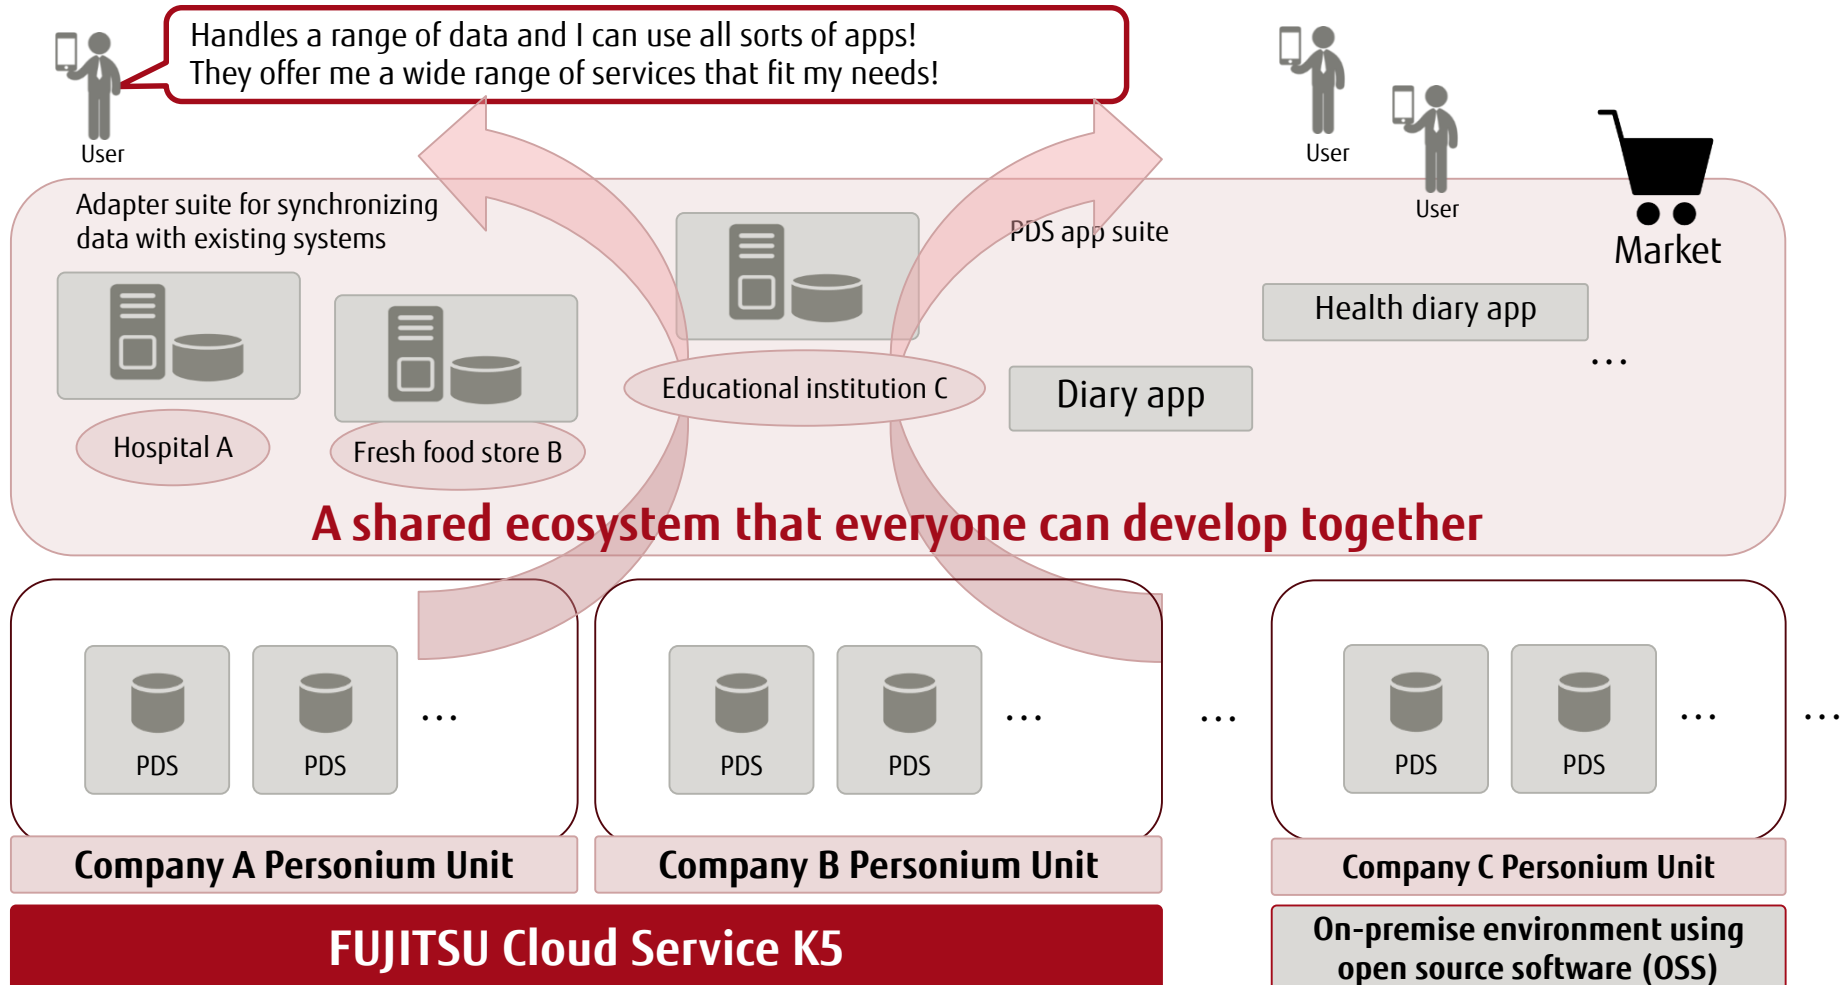 Handles a range of data and I can use all sorts of apps!
They offer me a wide range of services that fit my needs!
User
User
User
Market
Adapter suite for synchronizing
data with existing systems
PDS app suite
Health diary app
...
Diary app
Educational institution C
Hospital A
Fresh food store B
A shared ecosystem that everyone can develop together
PDS
PDS
...
PDS
PDS
...
...
PDS
PDS
...
...
Company A Personium Unit
Company B Personium Unit
Company C Personium Unit
FUJITSU Cloud Service K5
On-premise environment using
open source software (OSS)